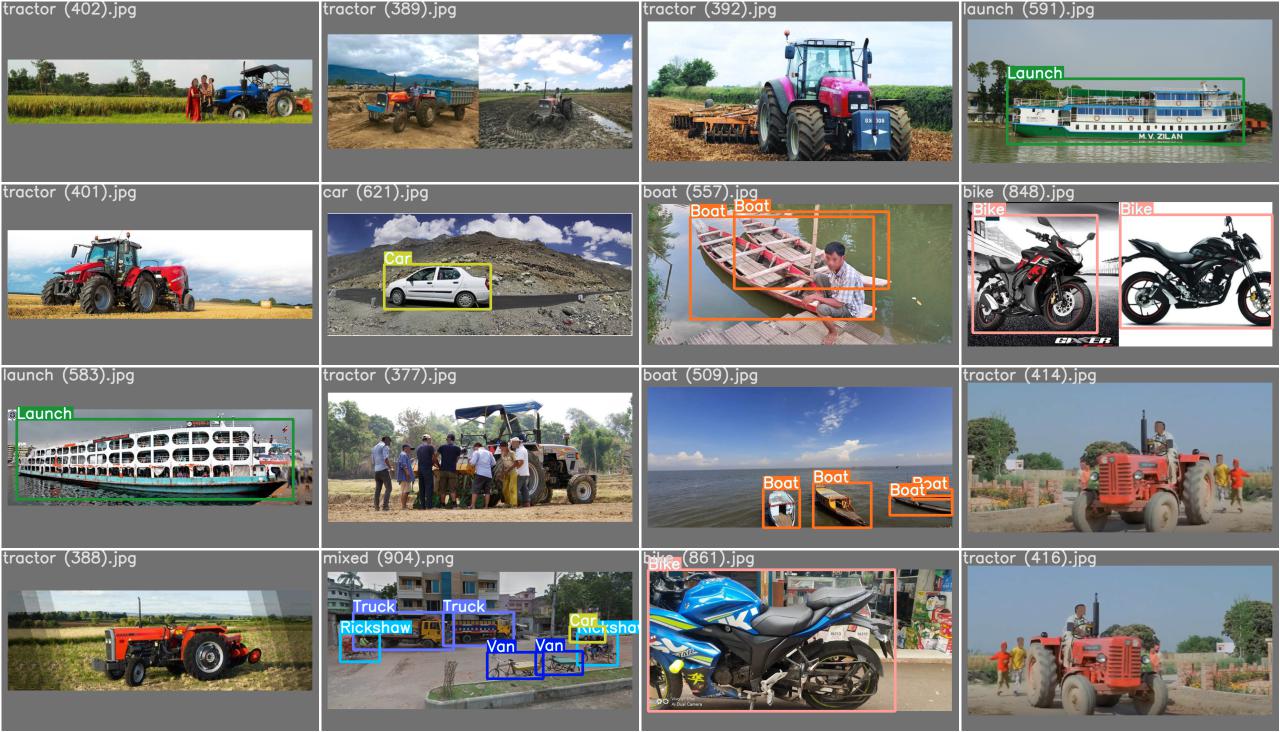 tractor (402).jpg
tractor (389).jpg
tractor (392).jpg
launch (591).jpg
Launch
M.V. ZILAN
tractor (401).jpg
car (621).jpg
boat (557).jpg
bike (848).jpg
Car
Boat
Boat
Bike
Bike
GIXXER
launch (583).jpg
tractor (377).jpg
boat (509).jpg
tractor (414).jpg
Launch
Boat
Boat
Boat
Boat
tractor (388).jpg
mixed (904).png
bike (861).jpg
tractor (416).jpg
Bike
Truck
Truck
Car
Rickshaw
Rickshaw
Van
Van
AI Dual Camera